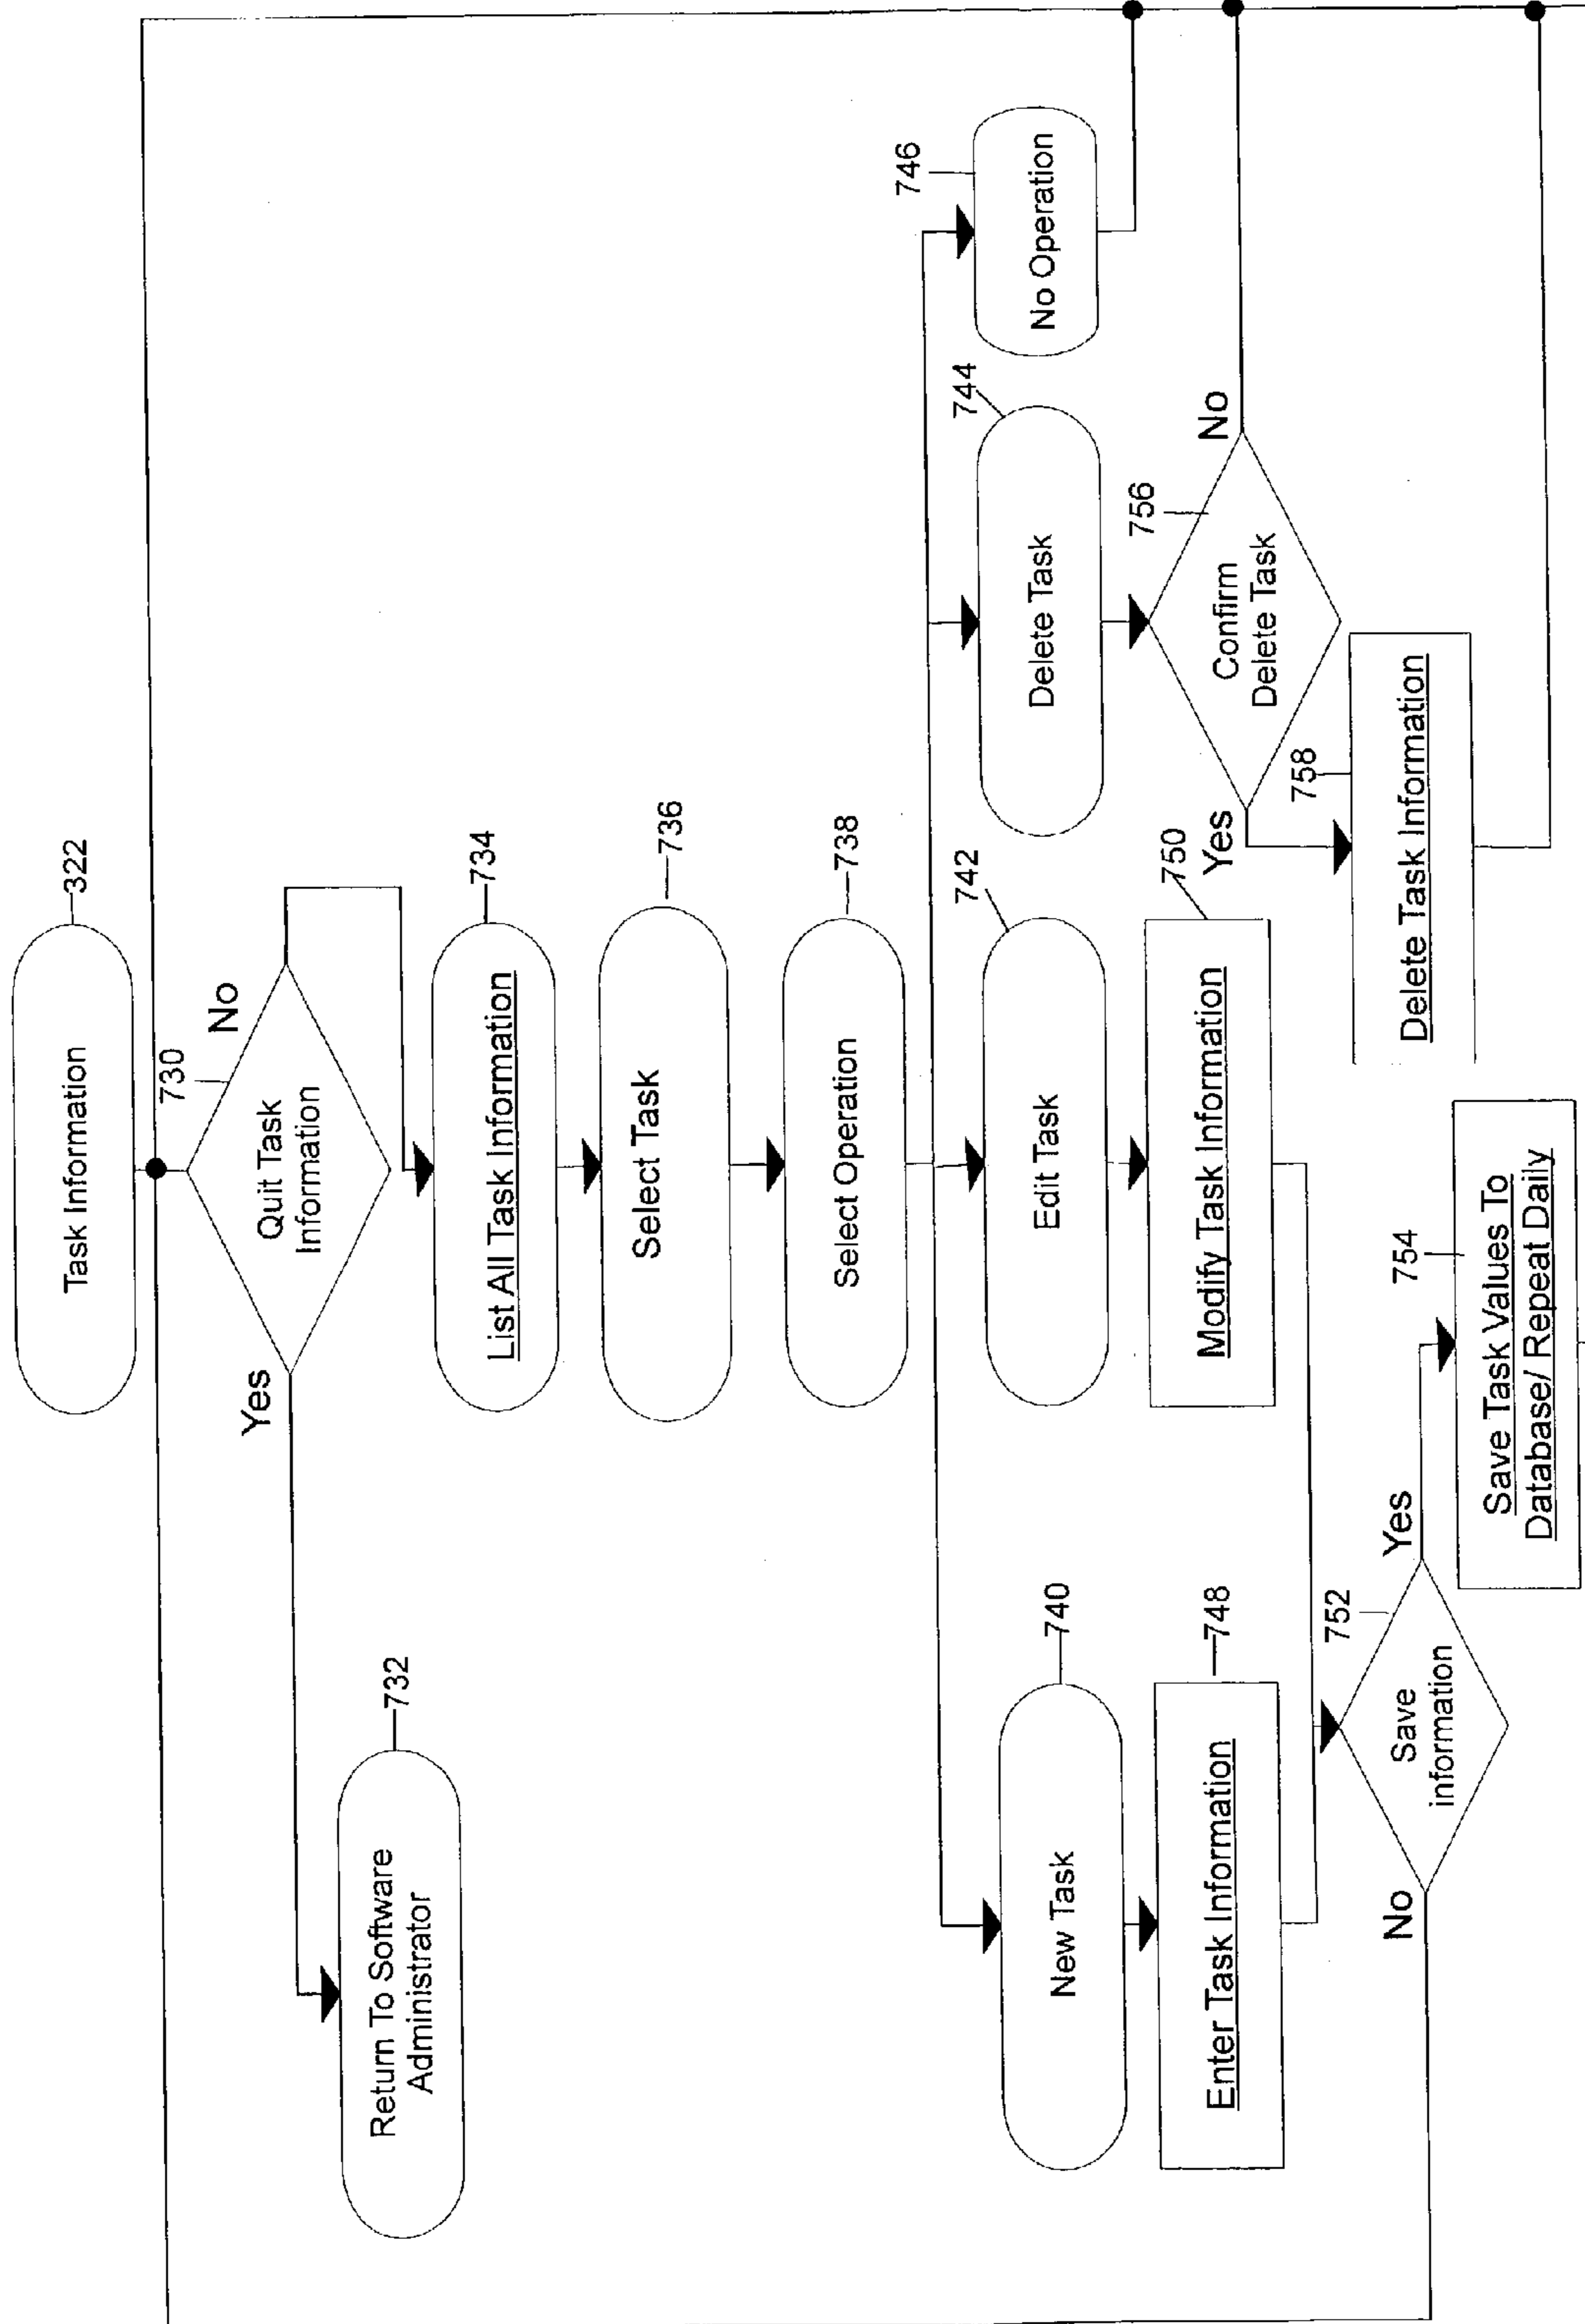 Task Information
322
730
Quit Task
Information
No
Yes
Return To Software
Administrator
732
List All Task Information
734
Select Task
736
Select Operation
738
New Task
740
Edit Task
742
Delete Task
744
No Operation
746
Enter Task Information
748
Modify Task Information
750
Confirm
Delete Task
756
No
Yes
758
Delete Task Information
Save
information
752
No
Yes
754
Save Task Values To
Database/ Repeat Daily